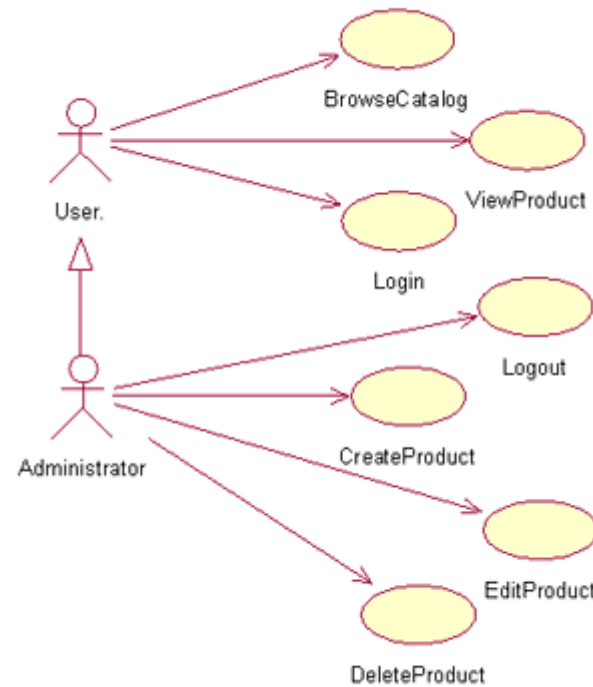 BrowseCatalog
ViewProduct
User.
Login
Logout
CreateProduct
Administrator
EditProduct
DeleteProduct